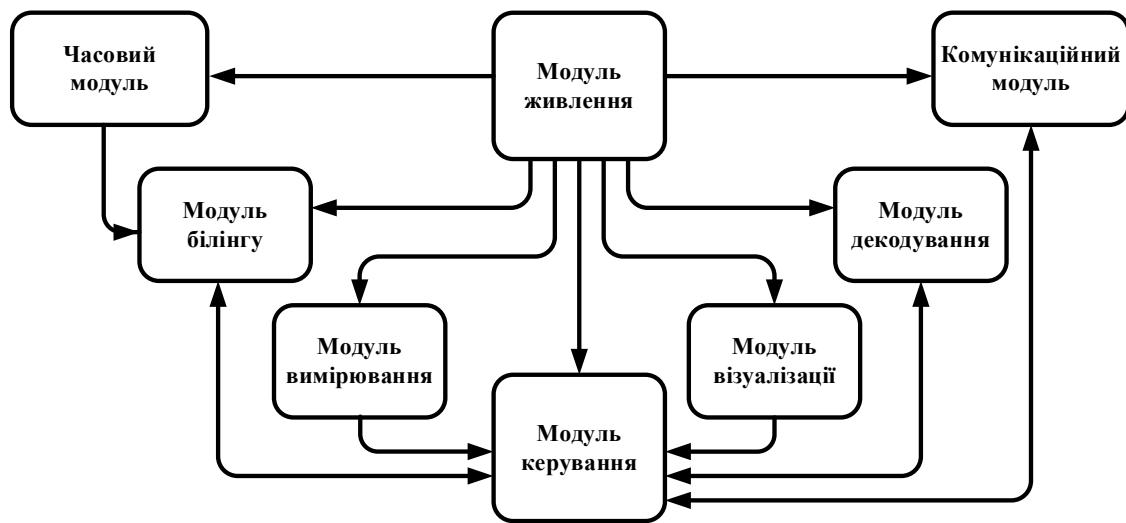 Часовий
модуль
Модуль
живлення
Комунікаційний
модуль
Модуль
білінгу
Модуль
декодування
Модуль
вимірювання
Модуль
візуалізації
Модуль
керування